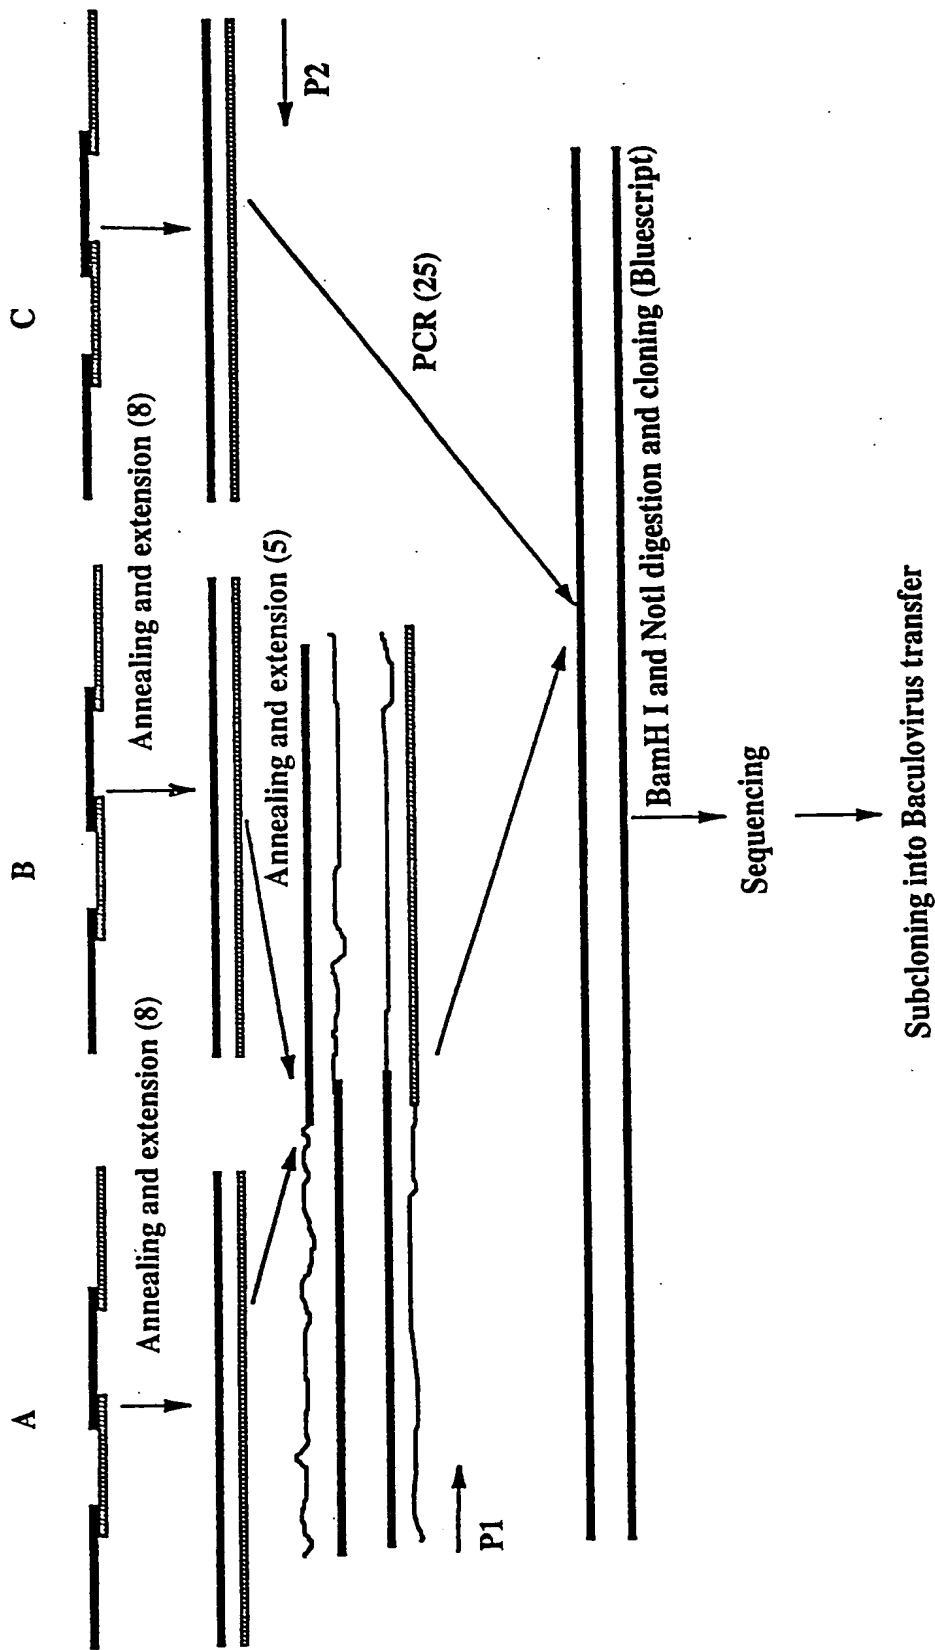 A
B
C
Annealing and extension (8)
Annealing and extension (8)
Annealing and extension (5)
P1
P2
PCR (25)
BamH I and NotI digestion and cloning (Bluescript)
Sequencing
Subcloning into Baculovirus transfer